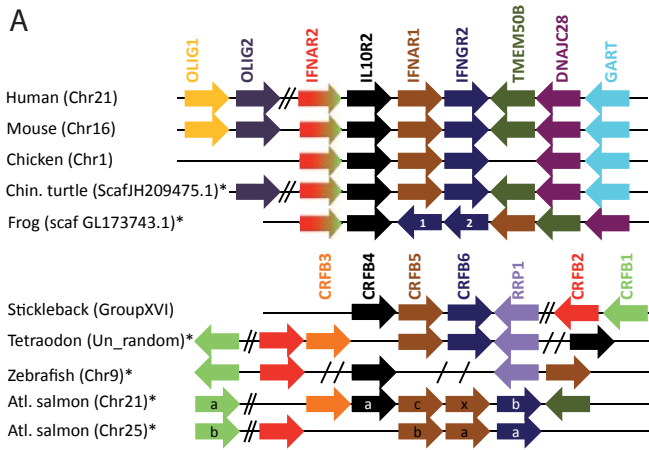 A
OLIG1 OLIG2 IFNAR2 IL10R2 IFNAR1 IFNGR2 TMEM50B DNAJC28 GART
Human (Chr21)
Mouse (Chr16)
Chicken (Chr1)
Chin. turtle (ScafJH209475.1)*
Frog (scaf GL173743.1)* 1 2
CRFB3 CRFB4 CRFB5 CRFB6 RRP1 CRFB2 CRFB1
Stickleback (GroupXVI)
Tetraodon (Un_random)*
Zebrafish (Chr9)*
Atl. salmon (Chr21)* a a c x b
Atl. salmon (Chr25)* b b a a